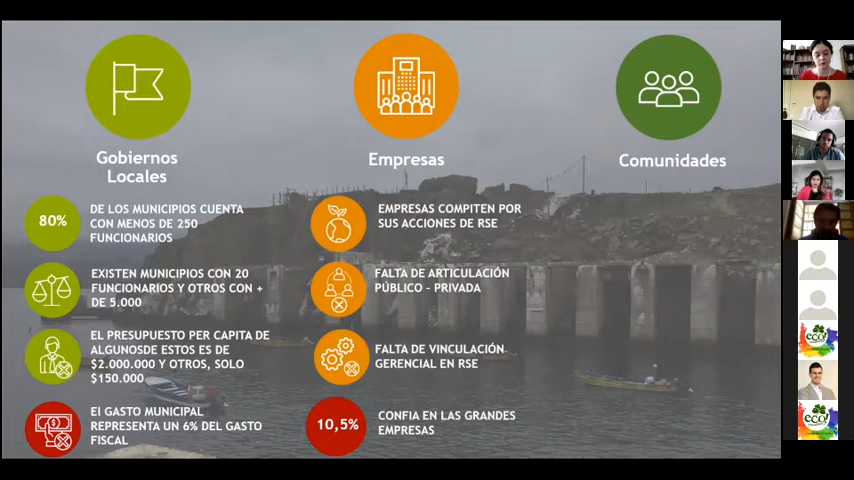 Gobiernos
Locales
80%
DE LOS MUNICIPIOS CUENTA
CON MENOS DE 250
FUNCIONARIOS
EXISTEN MUNICIPIOS CON 20
FUNCIONARIOS Y OTROS CON +
DE 5.000
EL PRESUPUESTO PER CAPITA DE
ALGUNOSDE ESTOS ES DE
$2.000.000 Y OTROS, SOLO
$150.000
El GASTO MUNICIPAL
REPRESENTA UN 6% DEL GASTO
FISCAL
Empresas
EMPRESAS COMPITEN POR
SUS ACCIONES DE RSE
FALTA DE ARTICULACIÓN
PÚBLICO – PRIVADA
FALTA DE VINCULACIÓN
GERENCIAL EN RSE
10,5%
CONFIA EN LAS GRANDES
EMPRESAS
Comunidades
eco!
eco!